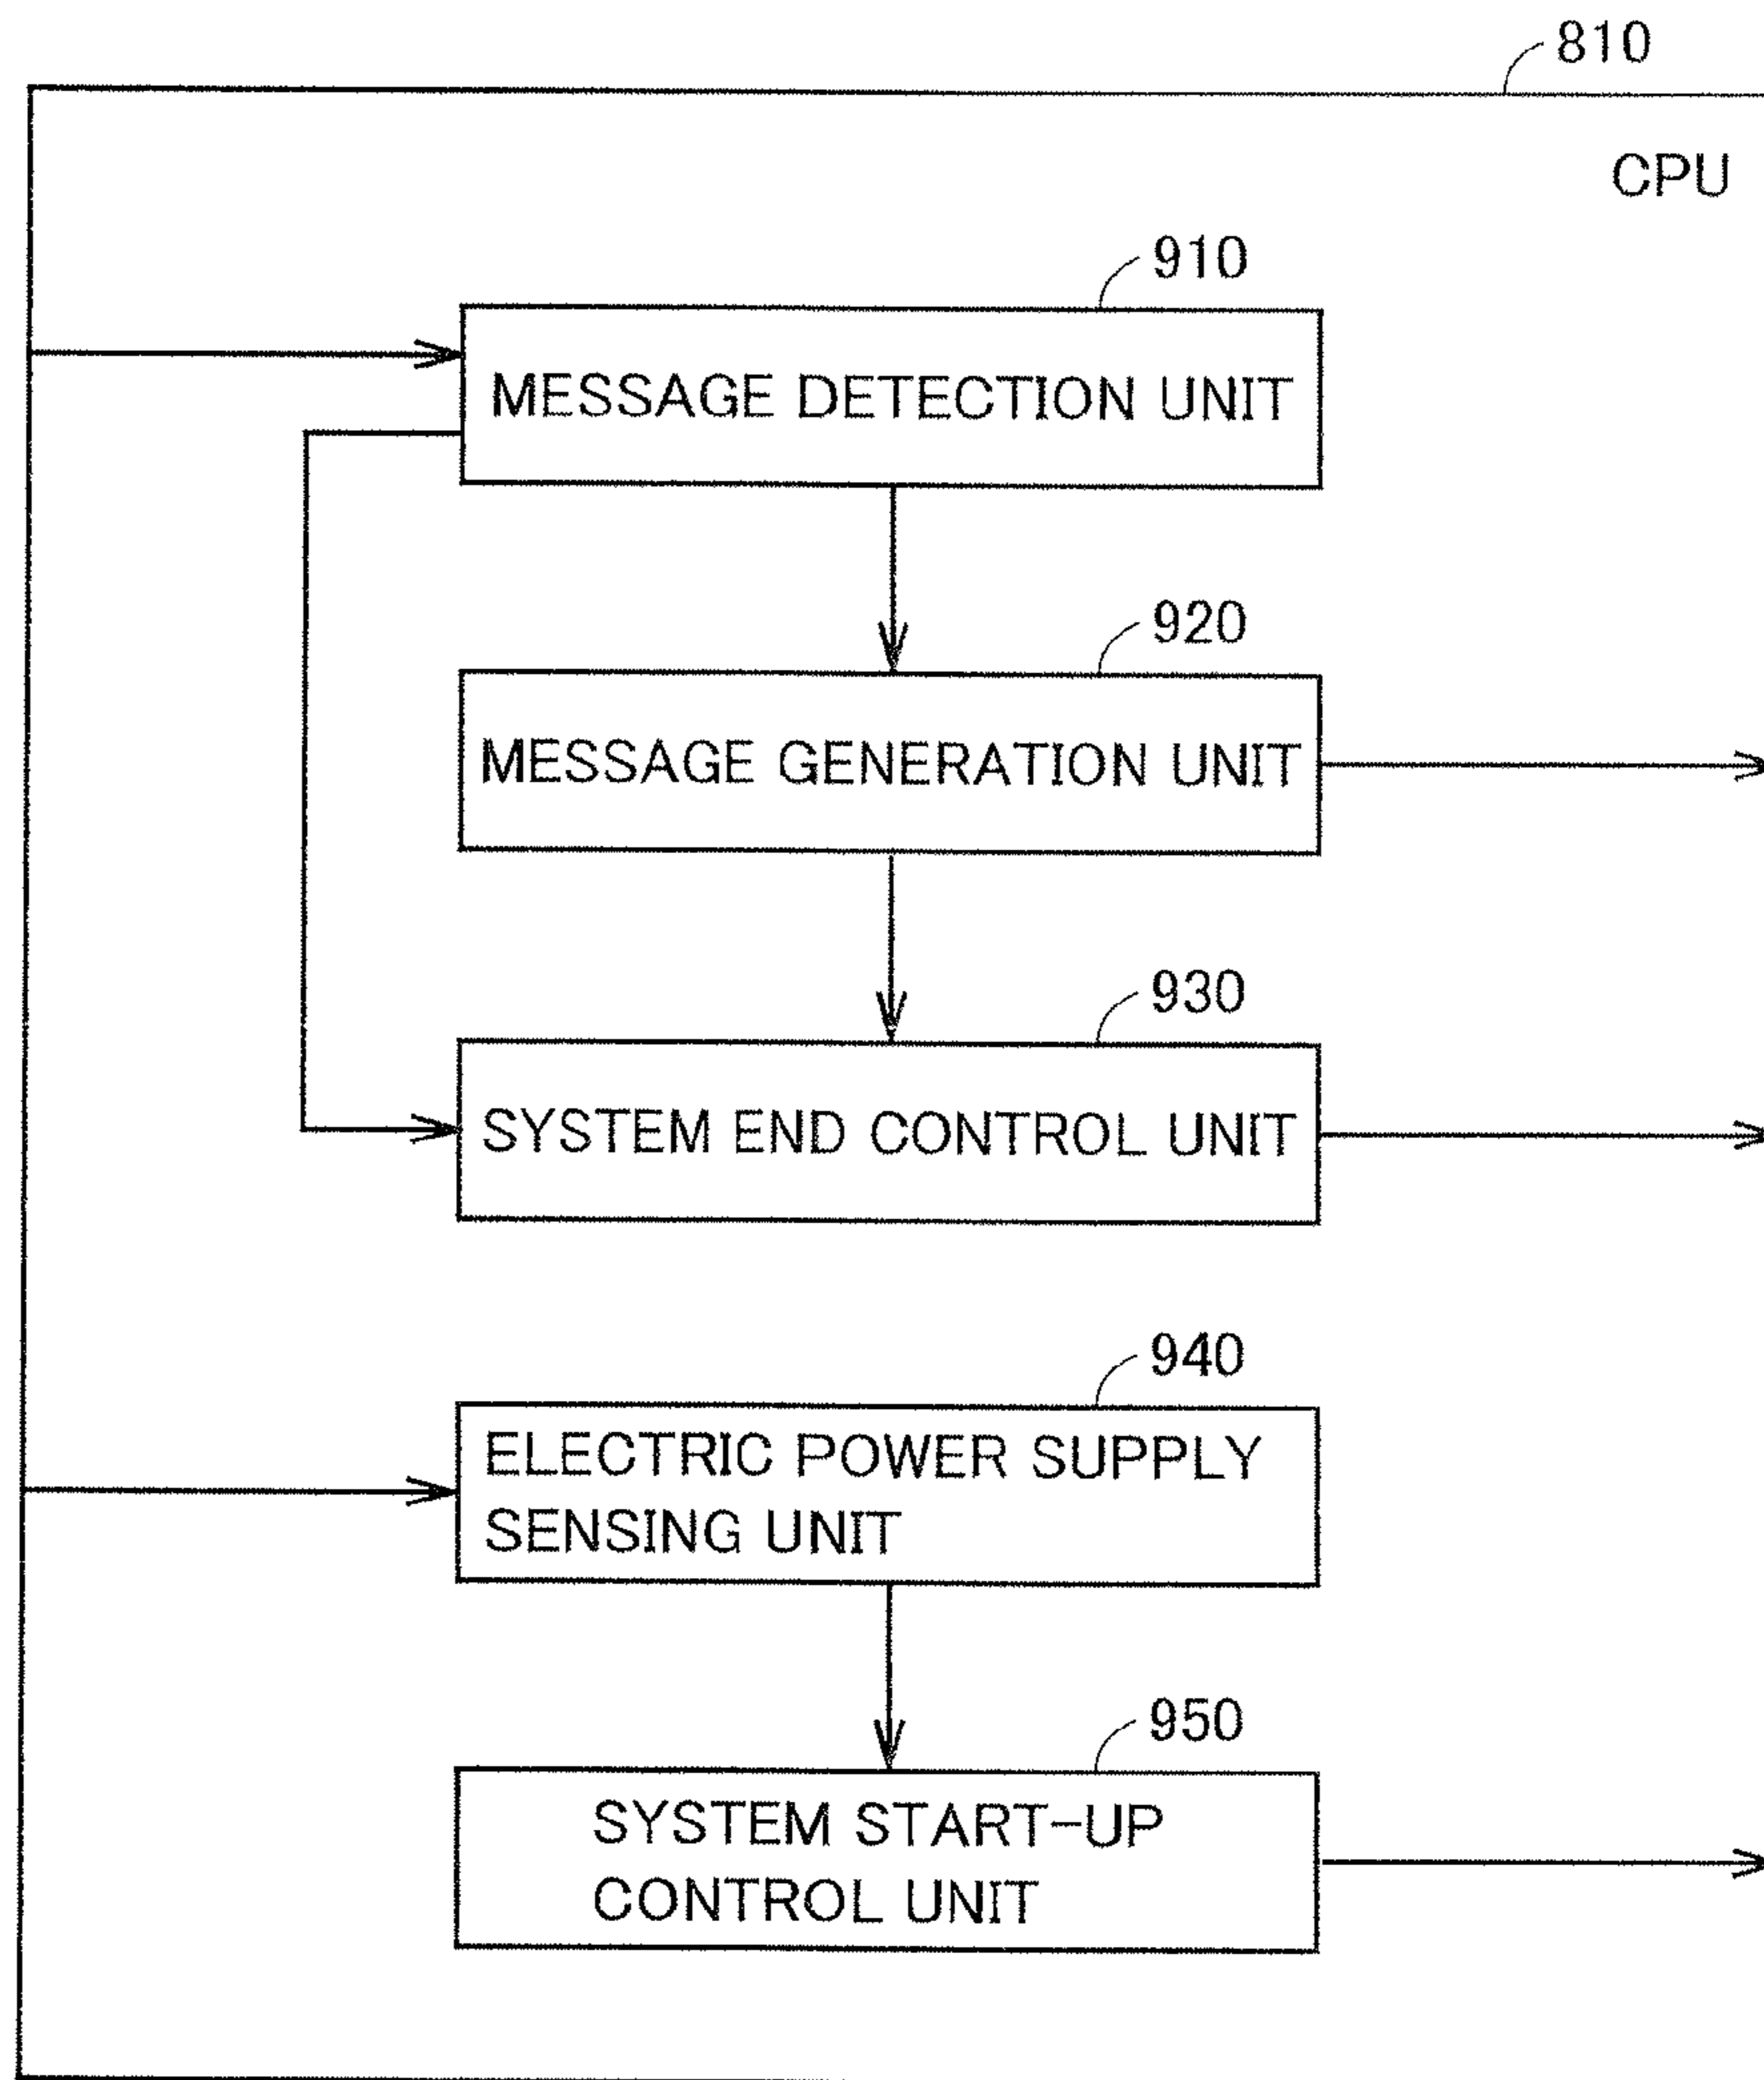 810
CPU
910
MESSAGE DETECTION UNIT
920
MESSAGE GENERATION UNIT
930
SYSTEM END CONTROL UNIT
940
ELECTRIC POWER SUPPLY
SENSING UNIT
950
SYSTEM START-UP
CONTROL UNIT